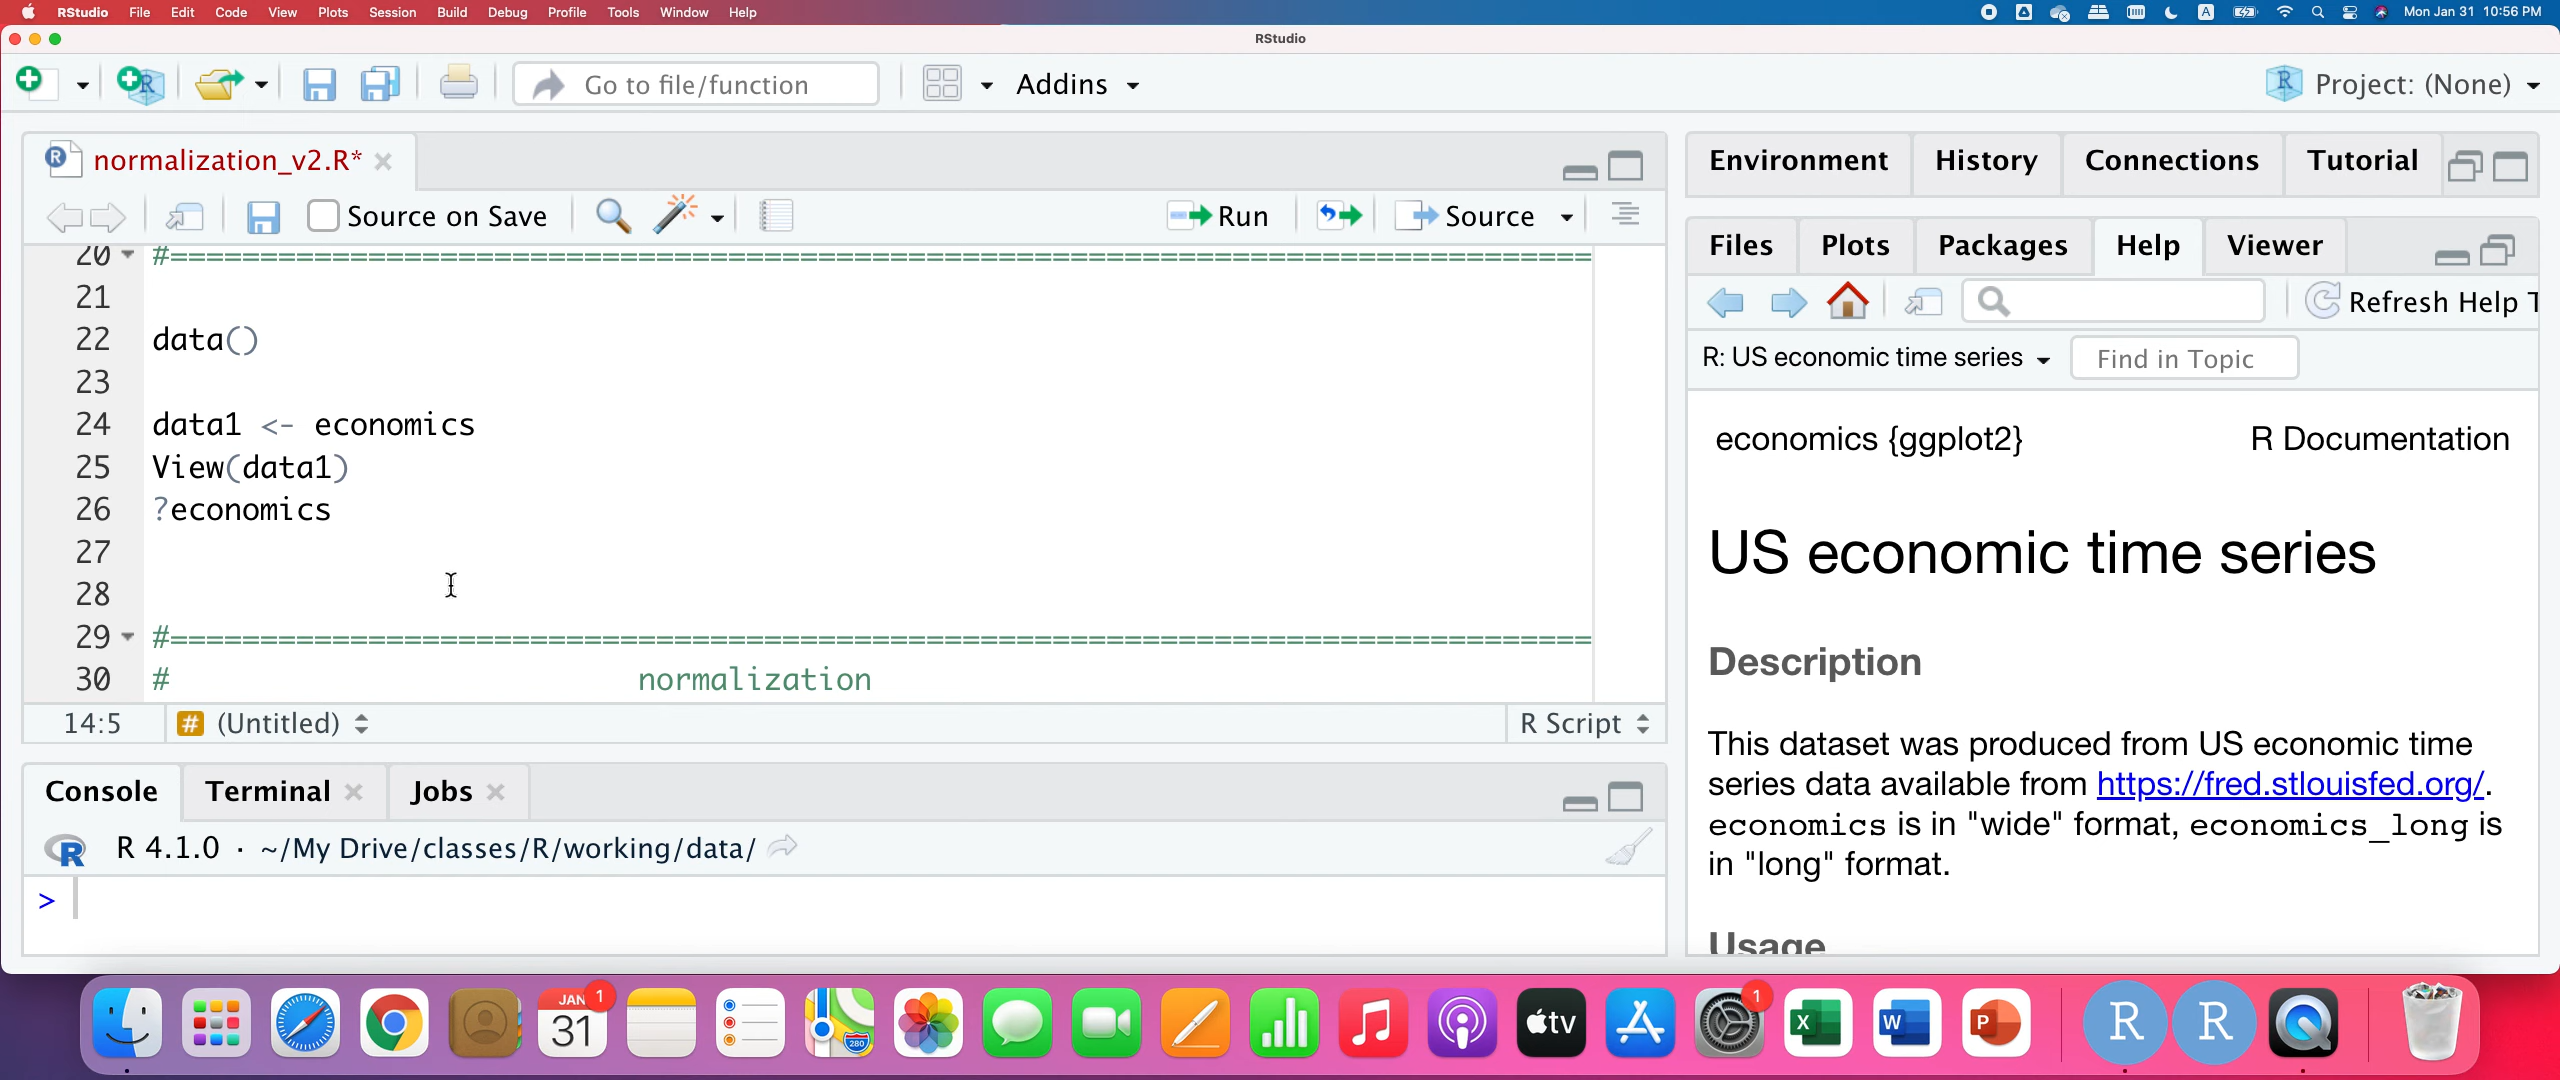 RStudio File Edit Code View Plots Session Build Debug Profile Tools Window Help A Mon Jan 31 10:56 PM
RStudio
Go to file/function Addins Project: (None)
normalization_v2.R*
Source on Save Run Source
20 #===============================================================================
21
22 data()
23
24 data1 <- economics
25 View(data1)
26 ?economics
27
28
29 #===============================================================================
30 # normalization
14:5 # (Untitled) R Script
Console Terminal Jobs
R 4.1.0 · ~/My Drive/classes/R/working/data/
>
Environment History Connections Tutorial
Files Plots Packages Help Viewer
Refresh Help T
R: US economic time series Find in Topic
economics {ggplot2} R Documentation
US economic time series
Description
This dataset was produced from US economic time
series data available from https://fred.stlouisfed.org/.
economics is in "wide" format, economics_long is
in "long" format.
Usage
JAN 1
31
280
tv
1
X
W
P
R
R